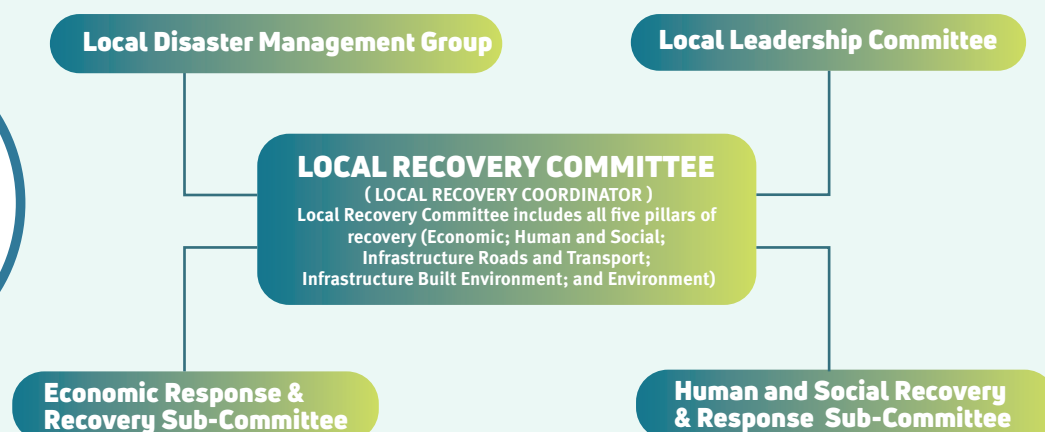 Local Disaster Management Group
Local Leadership Committee
LOCAL RECOVERY COMMITTEE
( LOCAL RECOVERY COORDINATOR )
Local Recovery Committee includes all five pillars of
recovery (Economic; Human and Social;
Infrastructure Roads and Transport;
Infrastructure Built Environment; and Environment)
Economic Response &
Recovery Sub-Committee
Human and Social Recovery
& Response Sub-Committee